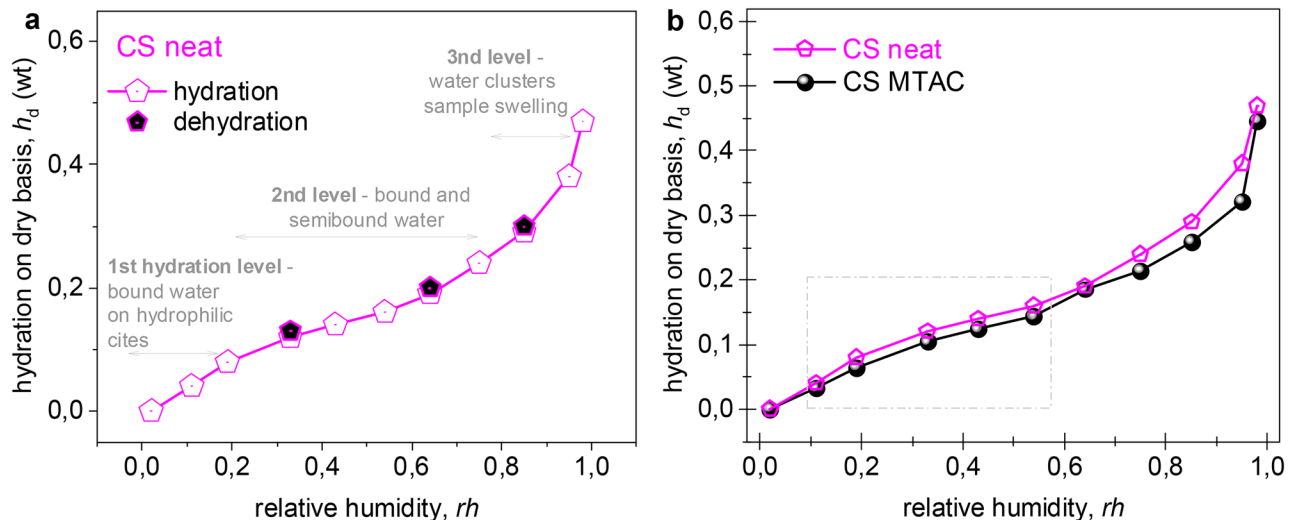 a
CS neat
hydration
dehydration
3nd level -
water clusters
sample swelling
2nd level - bound and
semibound water
1st hydration level -
bound water
on hydrophilic
cites
hydration on dry basis, hd (wt)
0,6
0,4
0,2
0,0
0,0 0,2 0,4 0,6 0,8 1,0
relative humidity, rh
b
CS neat
CS MTAC
hydration on dry basis, hd (wt)
0,6
0,5
0,4
0,3
0,2
0,1
0,0
0,0 0,2 0,4 0,6 0,8 1,0
relative humidity, rh